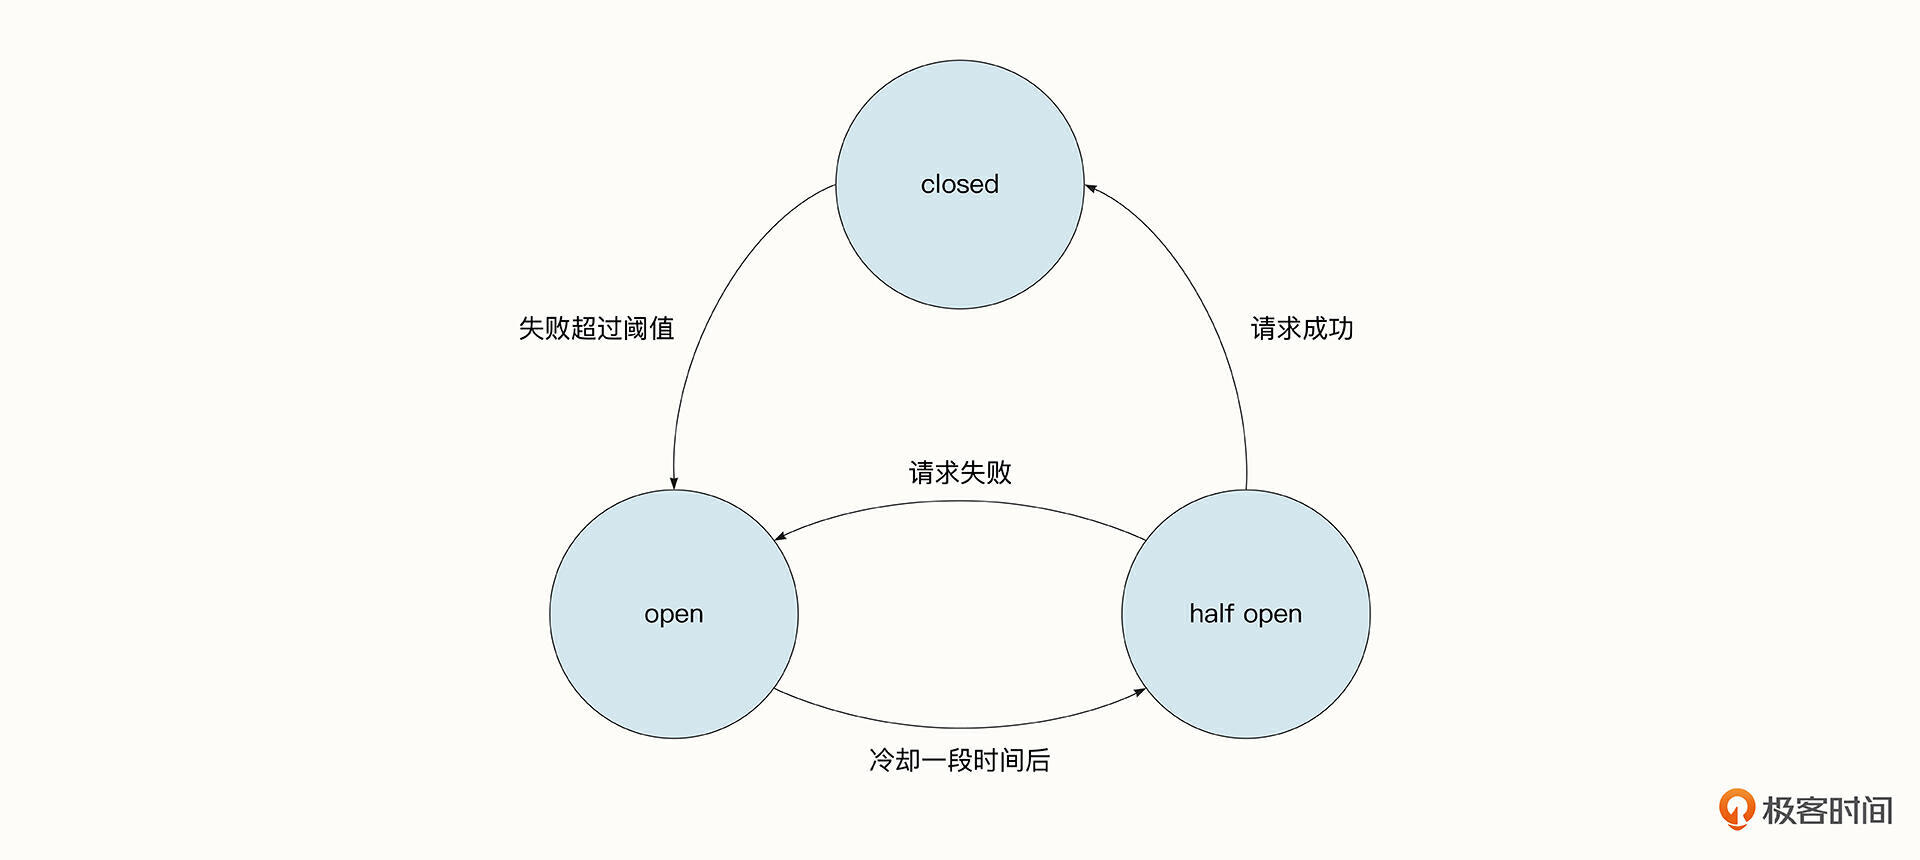 closed
失败超过阈值
请求成功
请求失败
open
half open
冷却一段时间后
极客时间